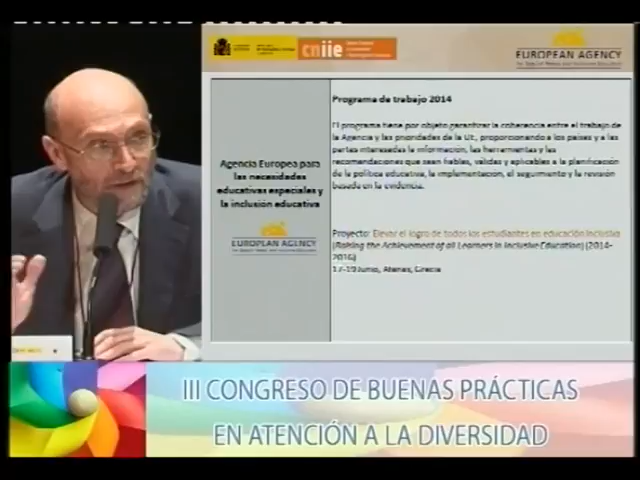 cniie
EUROPEAN AGENCY
Programa de trabajo 2014
El programa tiene por objeto garantizar la coherencia entre el trabajo de
la Agencia y las prioridades de la UE, proporcionando a los países y a las
partes interesadas la información, las herramientas y las
recomendaciones que sean fiables, válidas y aplicables a la planificación
de la política educativa, la implementación, el seguimiento y la revisión
basada en la evidencia.
Agencia Europea para
las necesidades
educativas especiales y
la inclusión educativa
EUROPEAN AGENCY
Proyecto: Elevar el logro de todos los estudiantes en educación inclusiva
(Raising the Achievement of all Learners in Inclusive Education) (2014-
2016)
17-19 Junio, Atenas, Grecia
III CONGRESO DE BUENAS PRÁCTICAS
EN ATENCIÓN A LA DIVERSIDAD